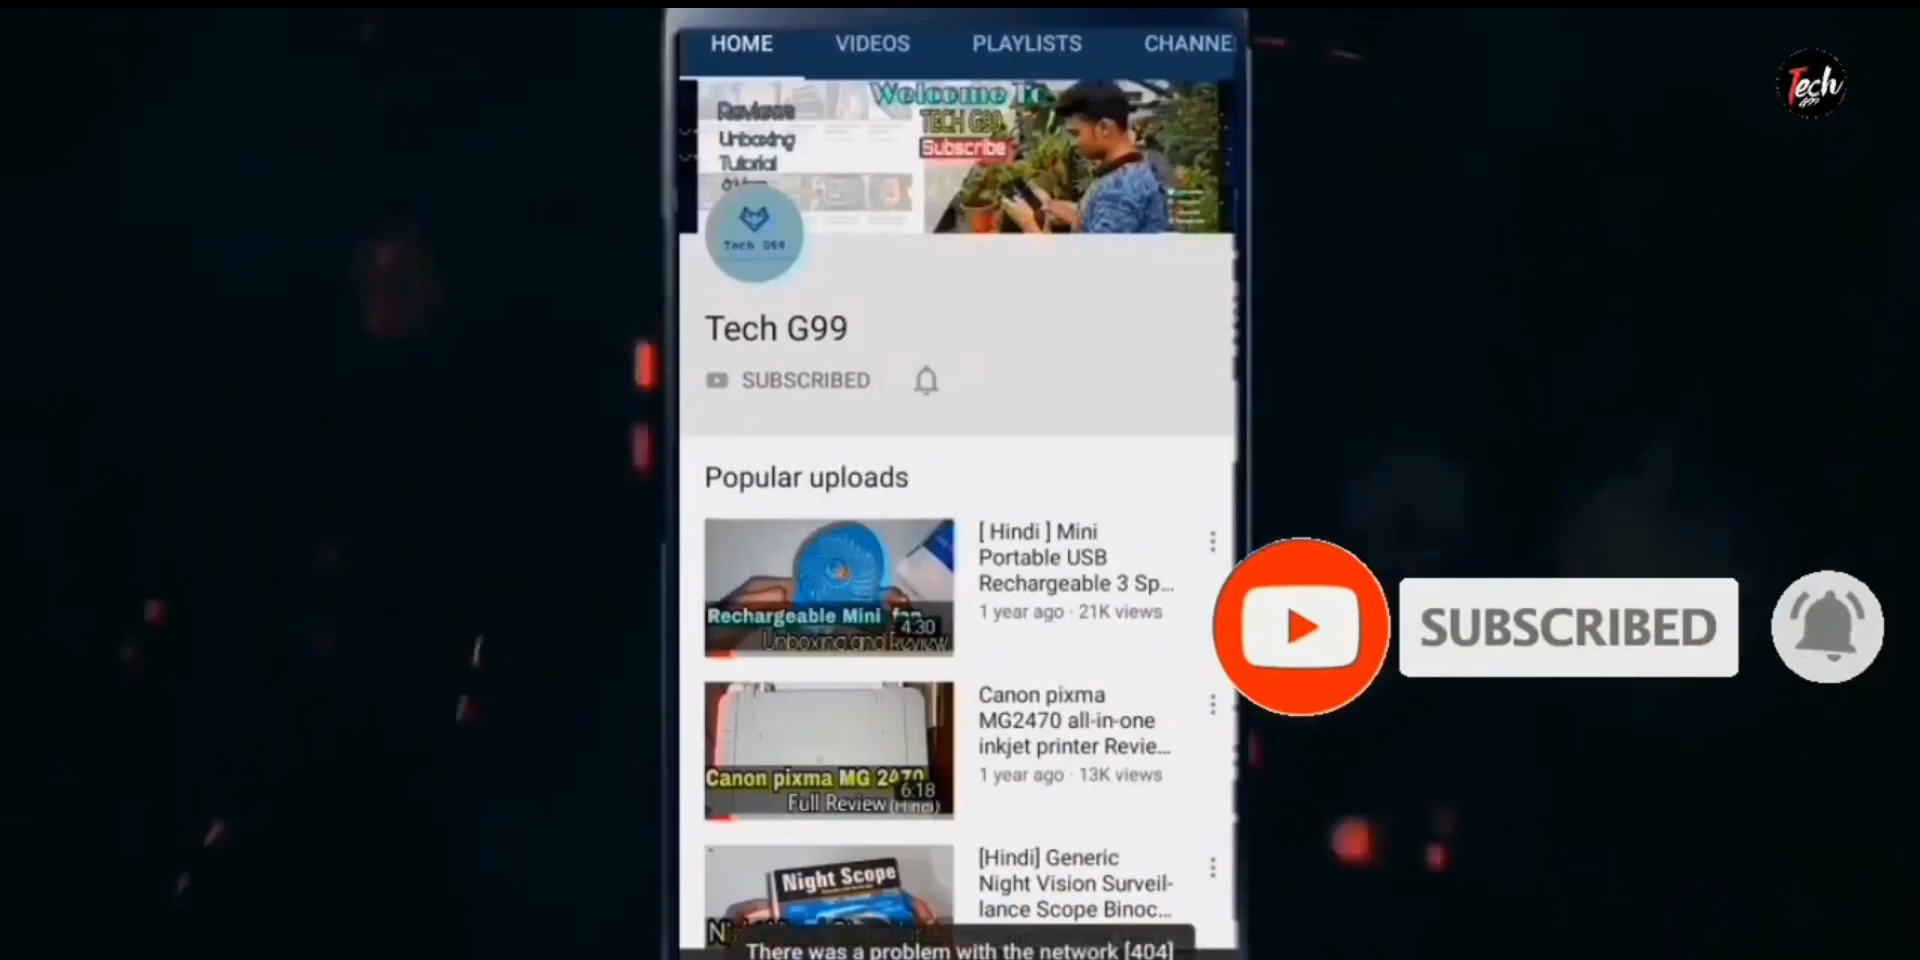 HOME VIDEOS PLAYLISTS CHANNE
Tech
Welcome To
Reviews
TECH G99
Unboxing
Subscribe
Tutorial
Tech G99
Tech G99
SUBSCRIBED
Popular uploads
[ Hindi ] Mini
Portable USB
Rechargeable 3 Sp...
1 year ago · 21K views
Rechargeable Mini fan
4:30
Unboxing and Review
SUBSCRIBED
Canon pixma
MG2470 all-in-one
inkjet printer Revie...
1 year ago · 13K views
Canon pixma MG 2470
6:18
Full Review (Hindi)
[Hindi] Generic
Night Vision Surveil-
lance Scope Binoc...
Night Scope
There was a problem with the network [404]